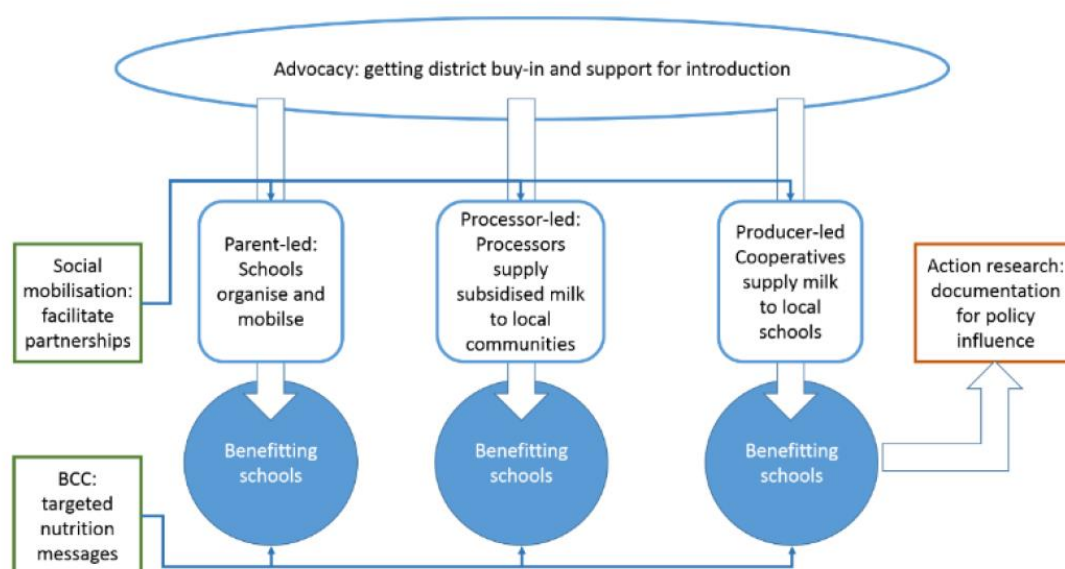 Advocacy: getting district buy-in and support for introduction
Social
mobilisation:
facilitate
partnerships
Parent-led:
Schools
organise and
mobilse
Processor-led:
Processors
supply
subsidised milk
to local
communities
Producer-led
Cooperatives
supply milk
to local
schools
Action research:
documentation
for policy
influence
Benefitting
schools
Benefitting
schools
Benefitting
schools
BCC:
targeted
nutrition
messages